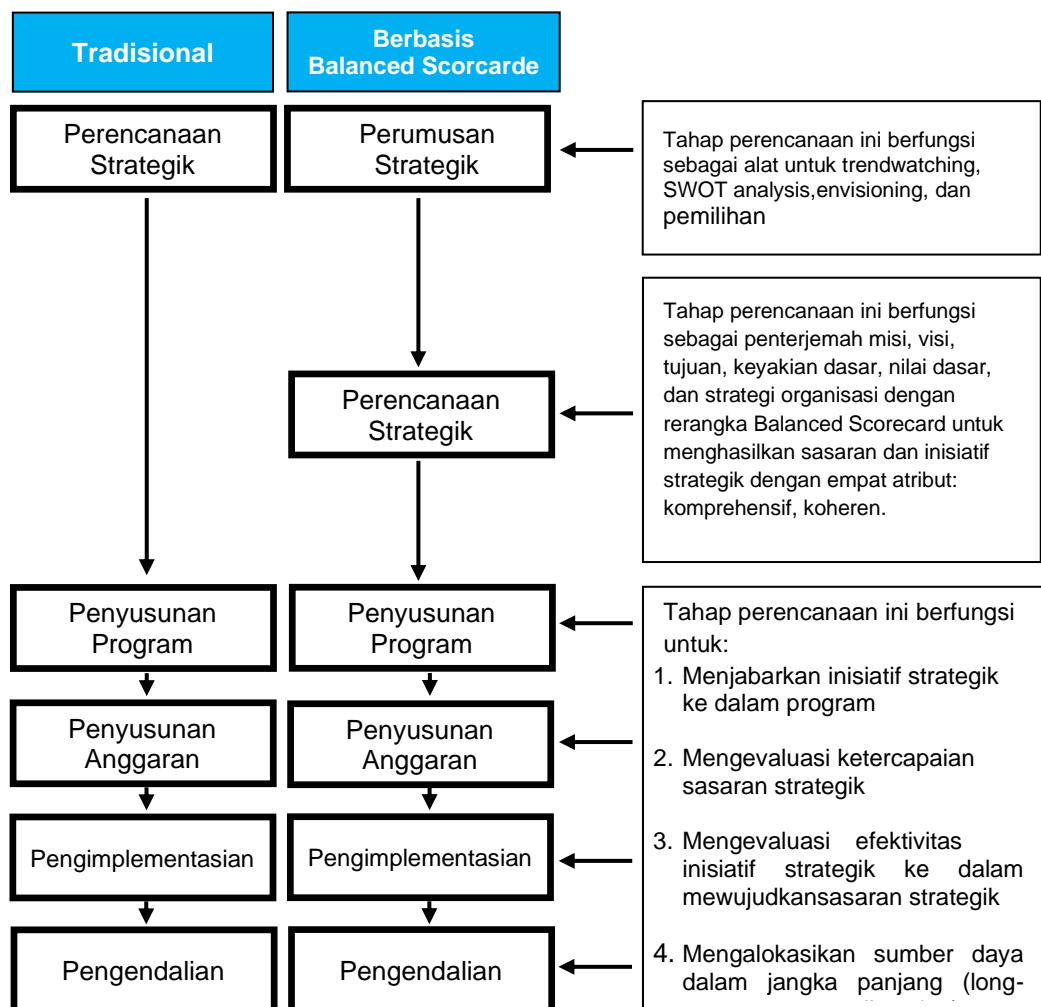 Tradisional
Berbasis
Balanced Scorcarde
Perencanaan
Strategik
Perumusan
Strategik
Tahap perencanaan ini berfungsi
sebagai alat untuk trendwatching,
SWOT analysis,envisioning, dan
pemilihan
Tahap perencanaan ini berfungsi
sebagai penterjemah misi, visi,
tujuan, keyakian dasar, nilai dasar,
dan strategi organisasi dengan
rerangka Balanced Scorecard untuk
menghasilkan sasaran dan inisiatif
strategik dengan empat atribut:
komprehensif, koheren.
Perencanaan
Strategik
Penyusunan
Program
Penyusunan
Program
Tahap perencanaan ini berfungsi
untuk:
1. Menjabarkan inisiatif strategik
ke dalam program
Penyusunan
Anggaran
Penyusunan
Anggaran
2. Mengevaluasi ketercapaian
sasaran strategik
Pengimplementasian
Pengimplementasian
3. Mengevaluasi efektivitas
inisiatif strategik ke dalam
mewujudkansasaran strategik
Pengendalian
Pengendalian
4. Mengalokasikan sumber daya
dalam jangka panjang (long-